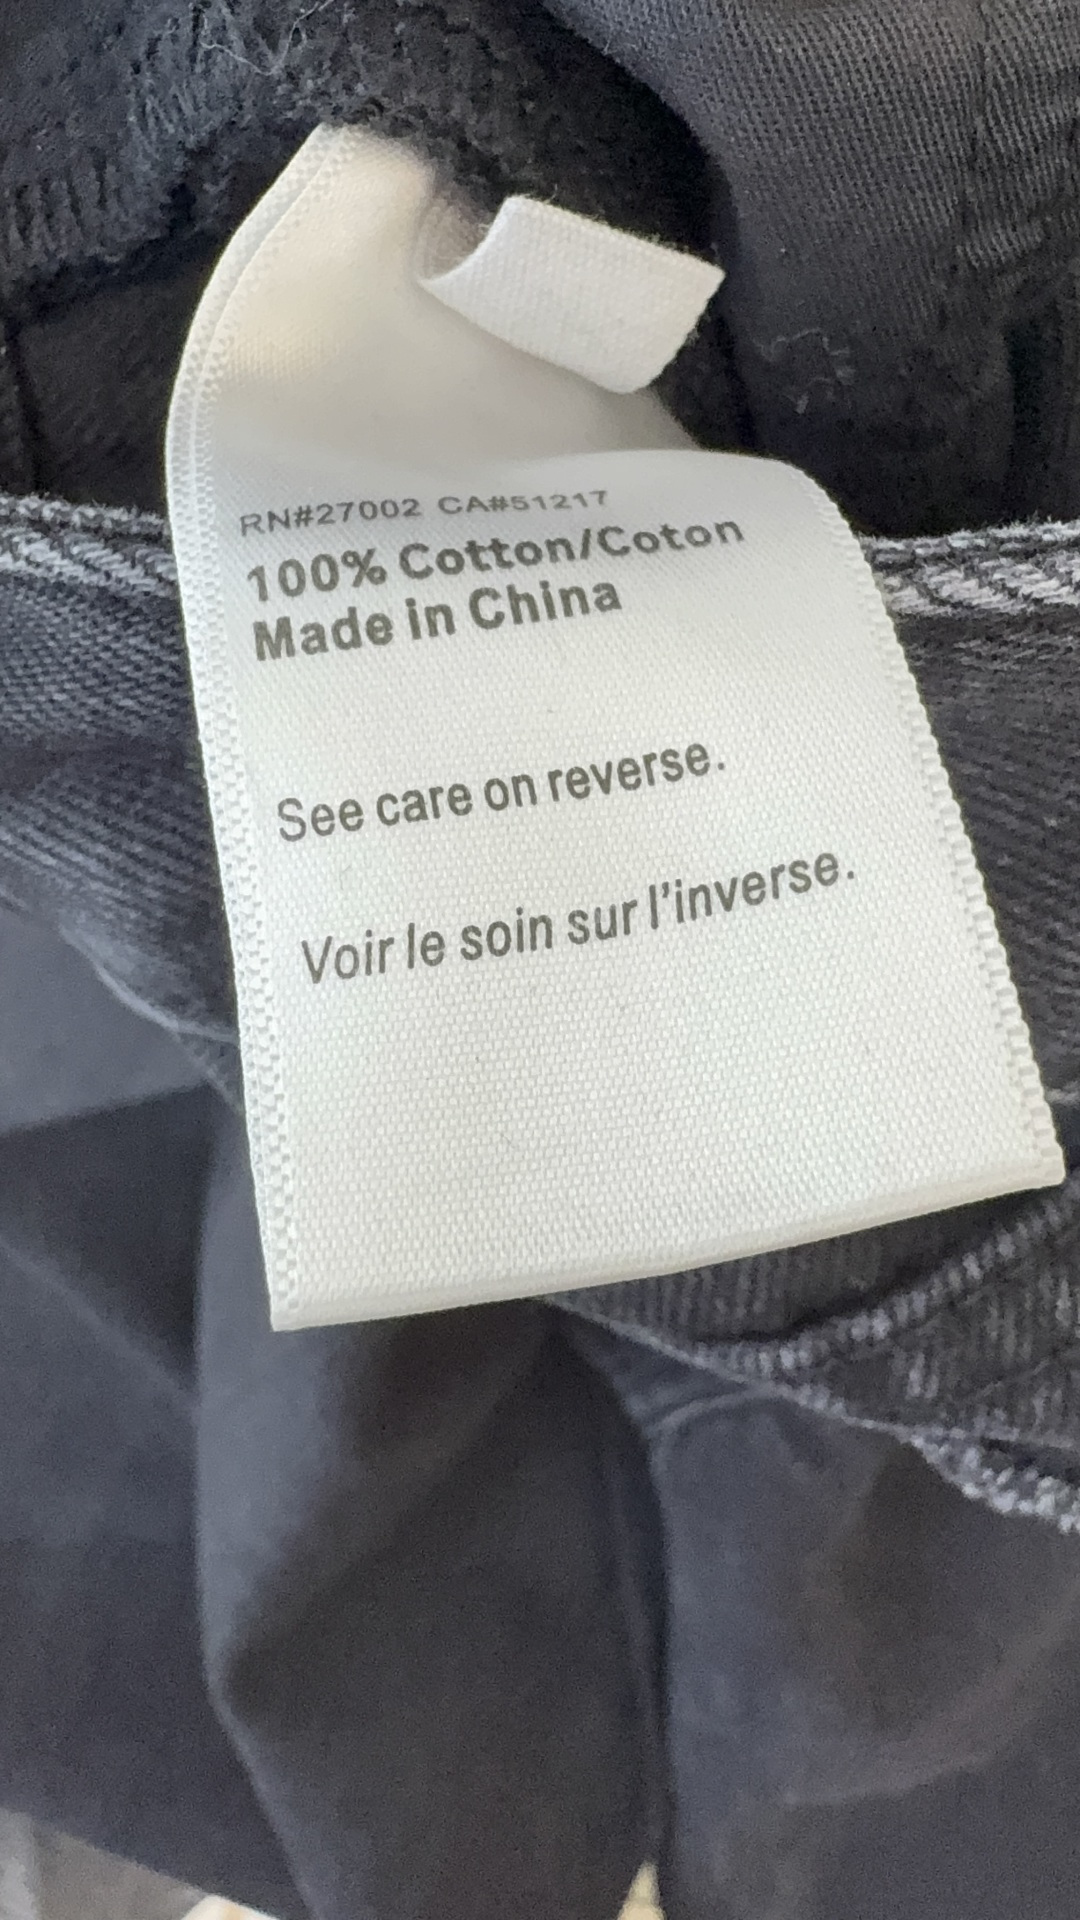 RN#27002 CA#51217
100% Cotton/Coton
Made in China
See care on reverse.
Voir le soin sur l'inverse.